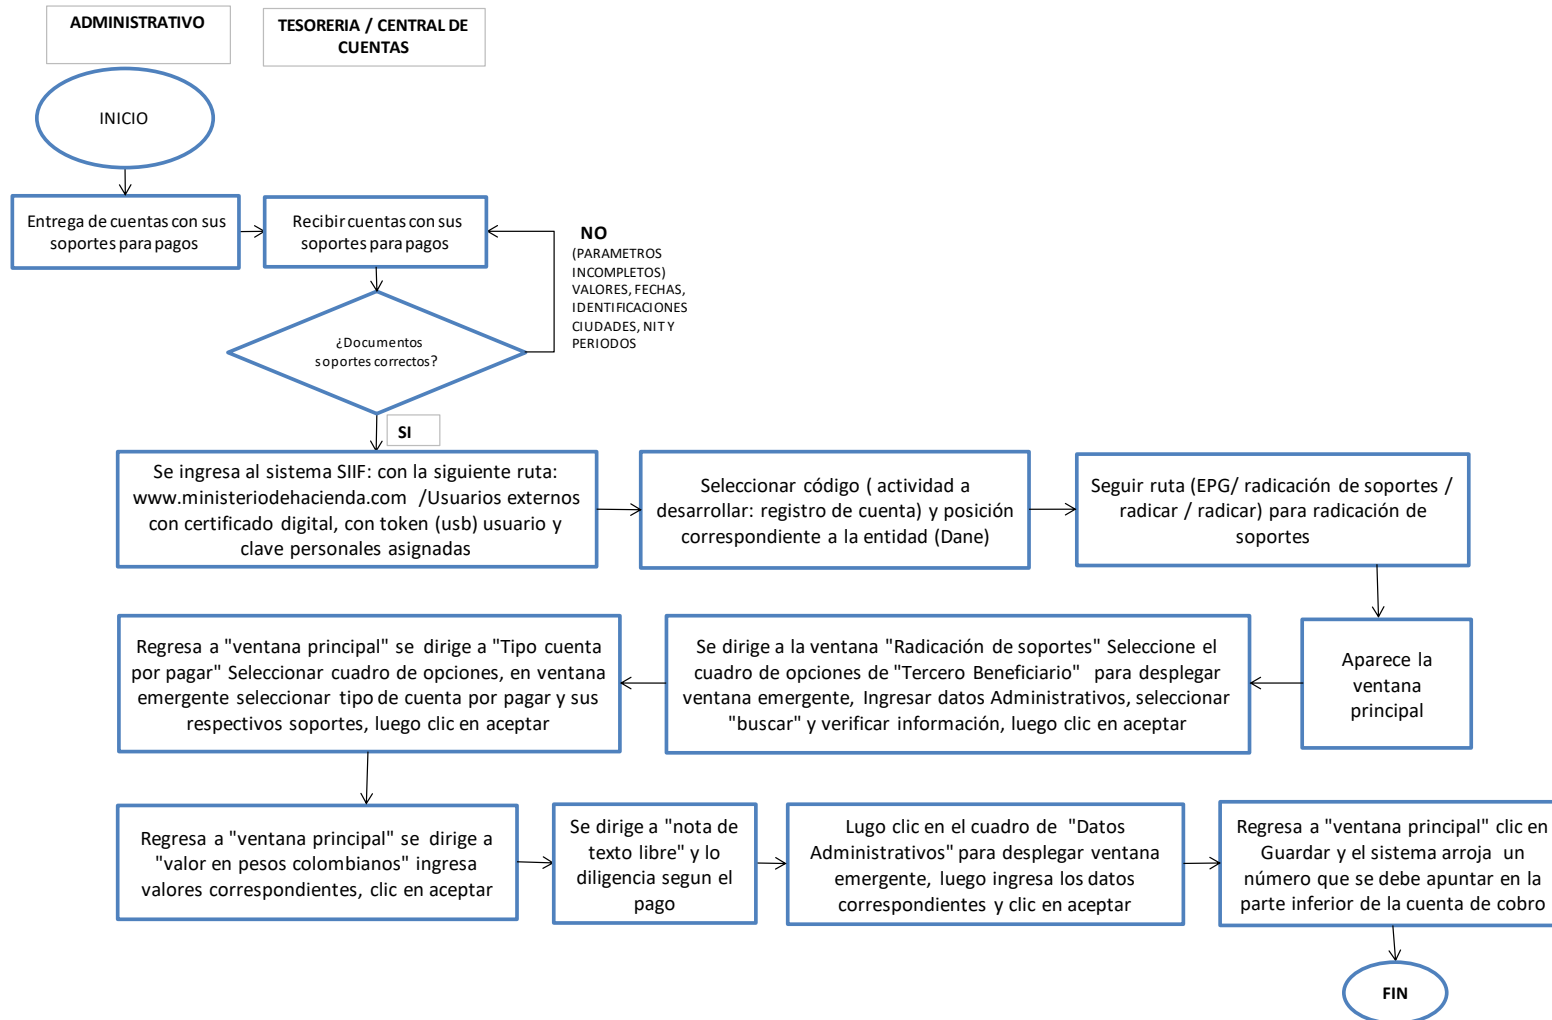 ADMINISTRATIVO
TESORERIA / CENTRAL DE
CUENTAS
INICIO
Entrega de cuentas con sus
soportes para pagos
Recibir cuentas con sus
soportes para pagos
NO
(PARAMETROS
INCOMPLETOS)
VALORES, FECHAS,
IDENTIFICACIONES
CIUDADES, NIT Y
PERIODOS
¿Documentos
soportes correctos?
SI
Se ingresa al sistema SIIF: con la siguiente ruta:
www.ministeriodehacienda.com /Usuarios externos
con certificado digital, con token (usb) usuario y
clave personales asignadas
Seleccionar código ( actividad a
desarrollar: registro de cuenta) y posición
correspondiente a la entidad (Dane)
Seguir ruta (EPG/ radicación de soportes /
radicar / radicar) para radicación de
soportes
Aparece la
ventana
principal
Se dirige a la ventana "Radicación de soportes" Seleccione el
cuadro de opciones de "Tercero Beneficiario" para desplegar
ventana emergente, Ingresar datos Administrativos, seleccionar
"buscar" y verificar información, luego clic en aceptar
Regresa a "ventana principal" se dirige a "Tipo cuenta
por pagar" Seleccionar cuadro de opciones, en ventana
emergente seleccionar tipo de cuenta por pagar y sus
respectivos soportes, luego clic en aceptar
Regresa a "ventana principal" se dirige a
"valor en pesos colombianos" ingresa
valores correspondientes, clic en aceptar
Se dirige a "nota de
texto libre" y lo
diligencia segun el
pago
Lugo clic en el cuadro de "Datos
Administrativos" para desplegar ventana
emergente, luego ingresa los datos
correspondientes y clic en aceptar
Regresa a "ventana principal" clic en
Guardar y el sistema arroja un
número que se debe apuntar en la
parte inferior de la cuenta de cobro
FIN